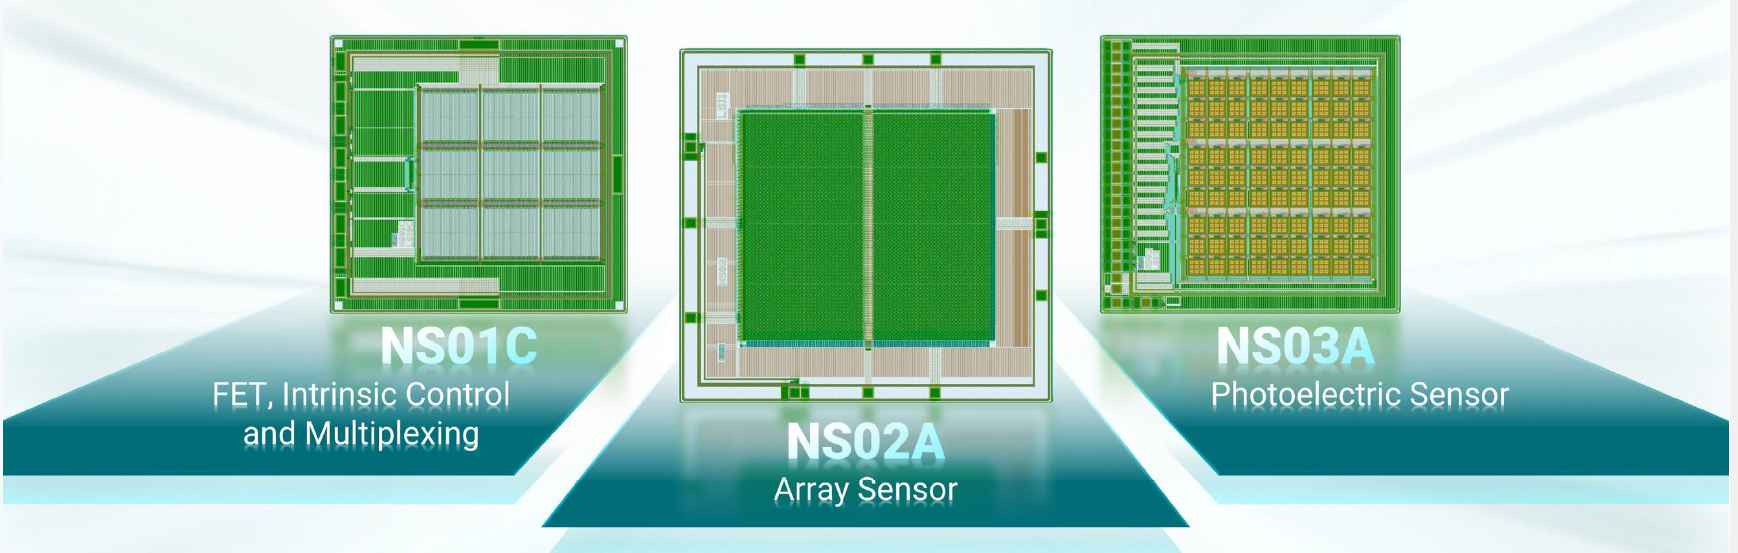 NS01C
FET, Intrinsic Control
and Multiplexing
NS02A
Array Sensor
NS03A
Photoelectric Sensor